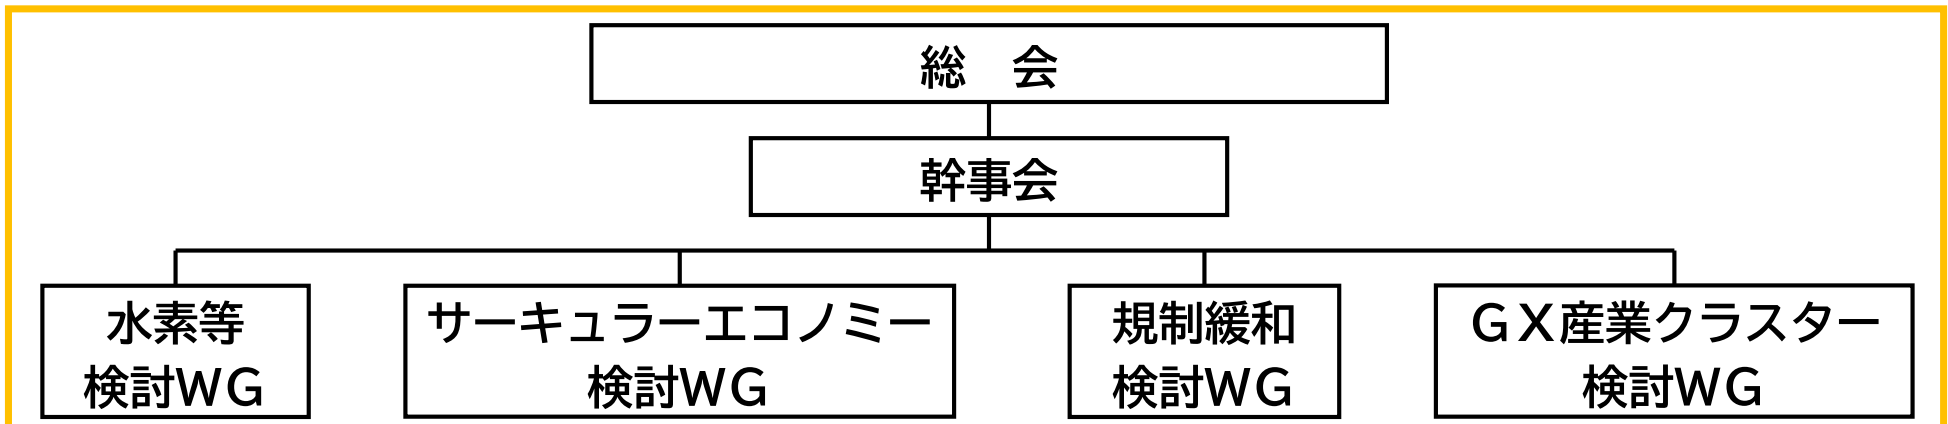 総　会
幹事会
水素等
検討ＷＧ
サーキュラーエコノミー
検討ＷＧ
規制緩和
検討ＷＧ
ＧＸ産業クラスター
検討ＷＧ